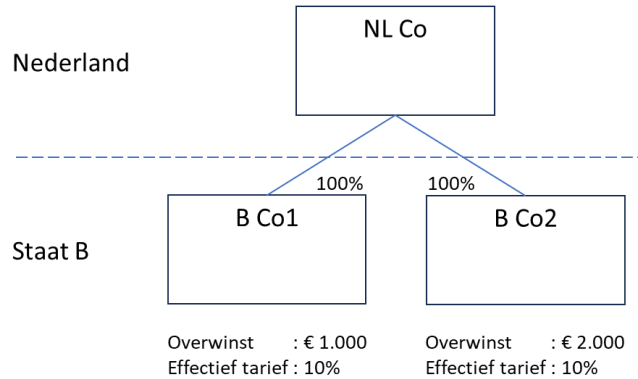 NL Co
Nederland
100%
100%
B Co1
B Co2
Staat B
Overwinst : € 1.000
Effectief tarief : 10%
Overwinst : € 2.000
Effectief tarief : 10%